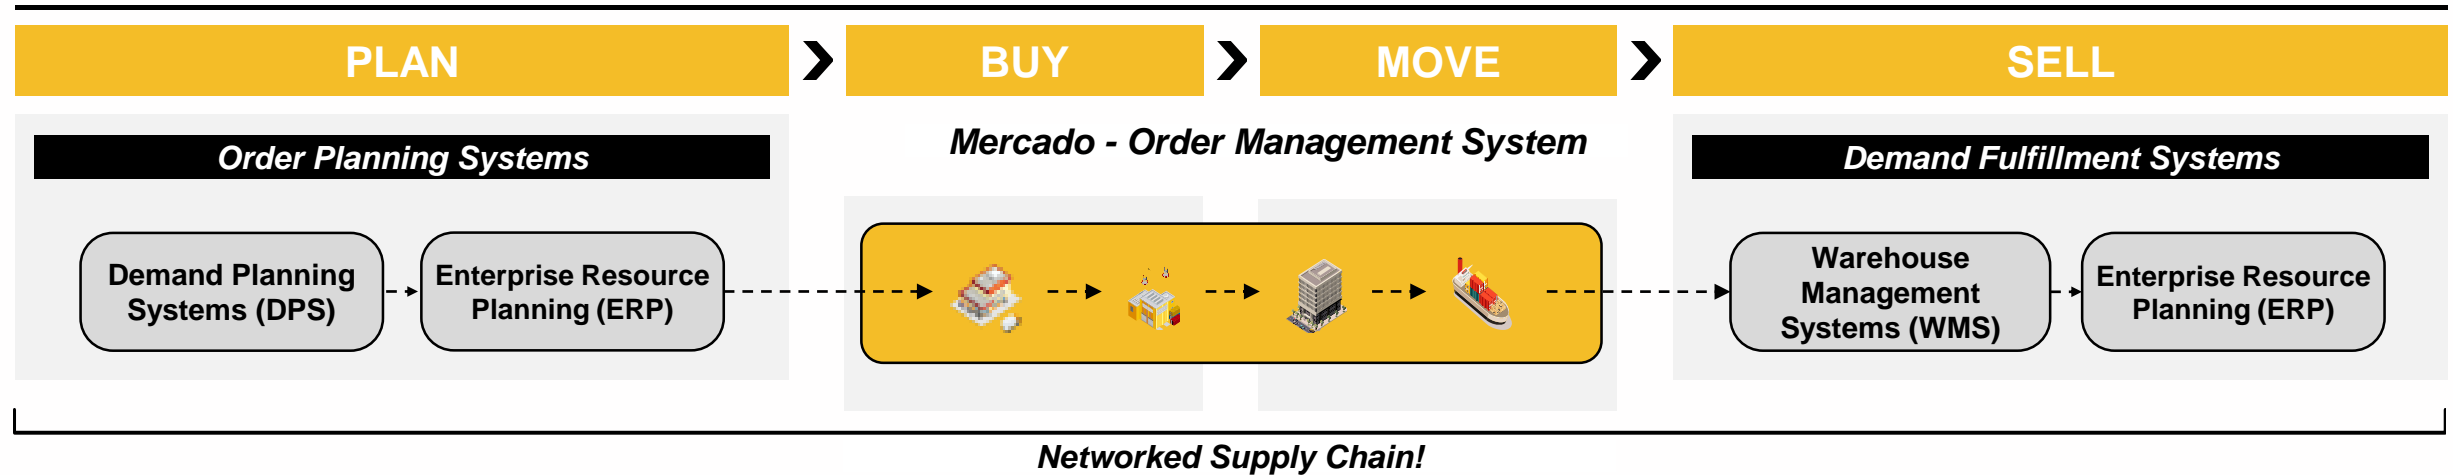 PLAN
BUY
MOVE
SELL
Order Planning Systems
Mercado - Order Management System
Demand Fulfillment Systems
Demand Planning
Systems (DPS)
Enterprise Resource
Planning (ERP)
Warehouse
Management
Systems (WMS)
Enterprise Resource
Planning (ERP)
Networked Supply Chain!